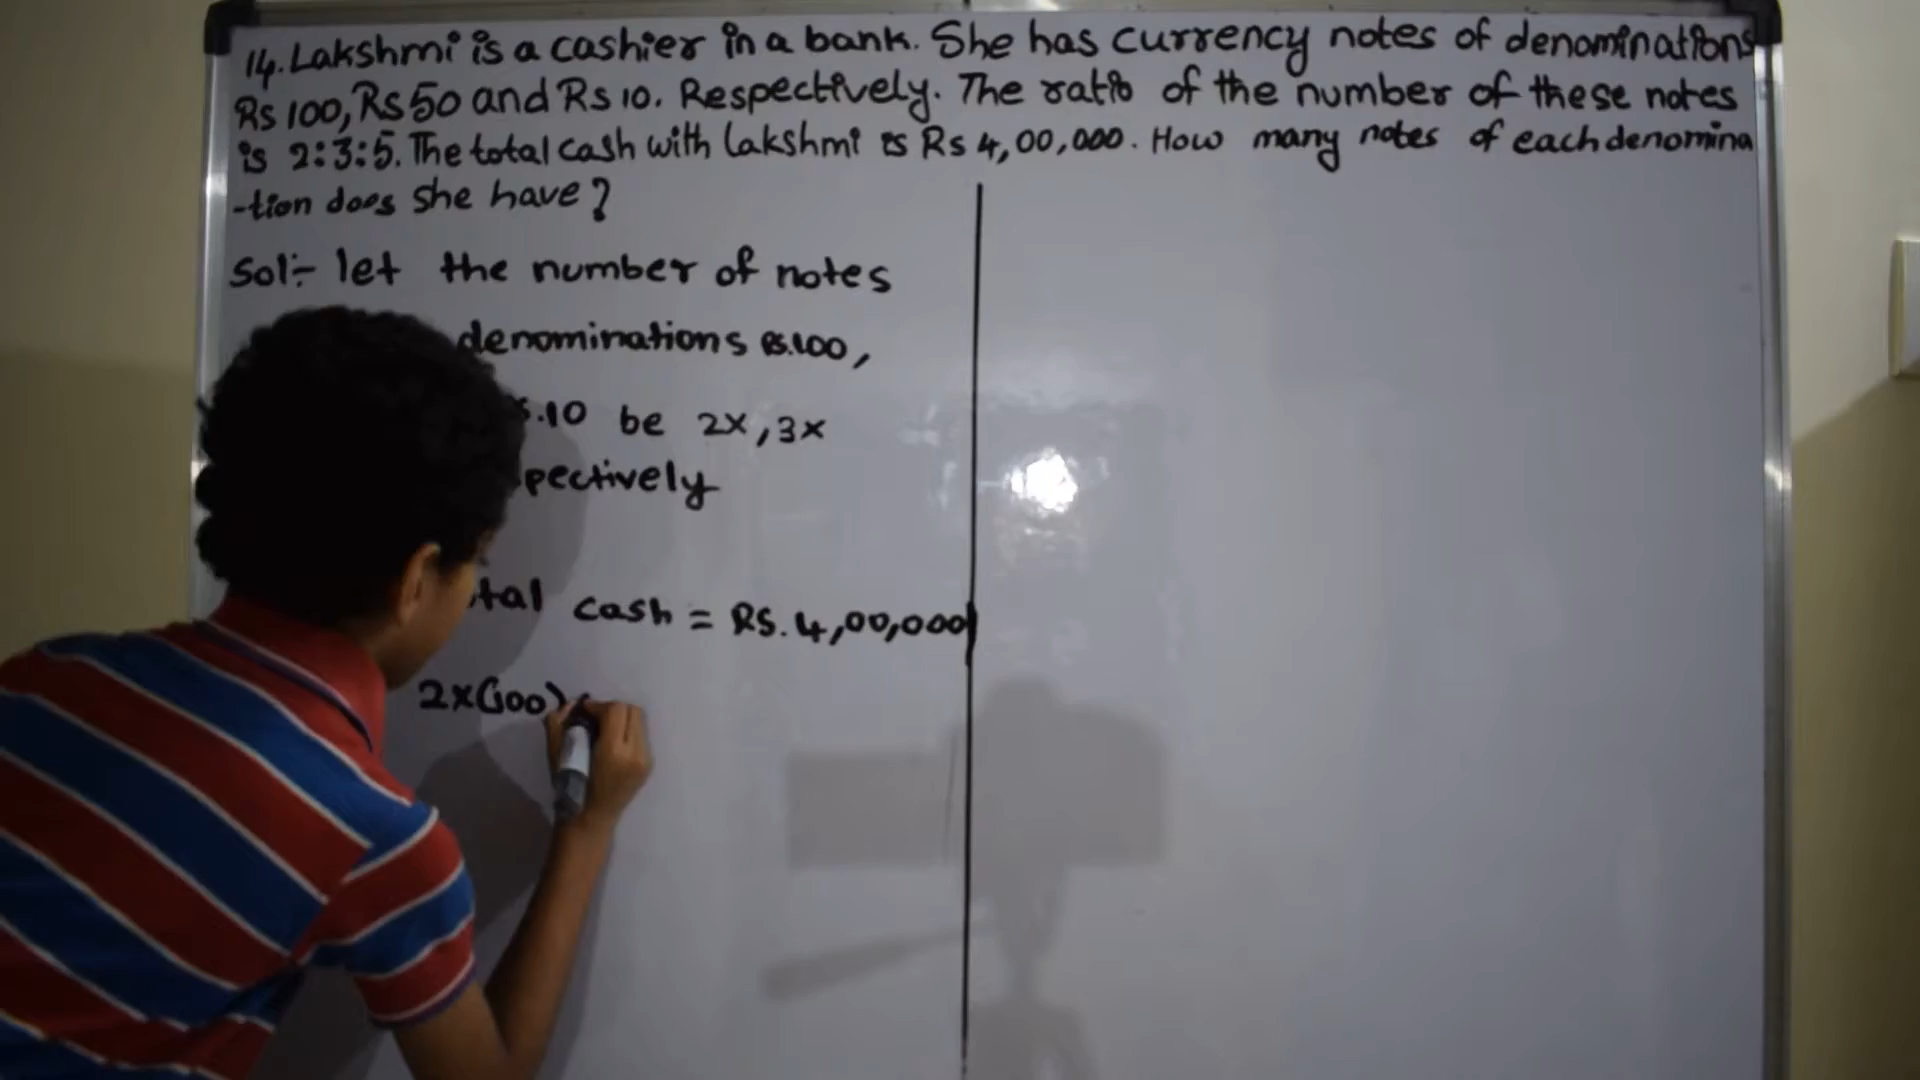 14. Lakshmi is a cashier in a bank. She has currency notes of denominations
Rs 100, Rs 50 and Rs 10. Respectively. The ratio of the number of these notes
is 2:3:5. The total cash with Lakshmi is Rs 4,00,000. How many notes of each denomina
-tion does she have?
Sol:- let the number of notes
denominations Rs.100,
.10 be 2x, 3x
pectively
tal cash = RS. 4,00,000
2x(100)